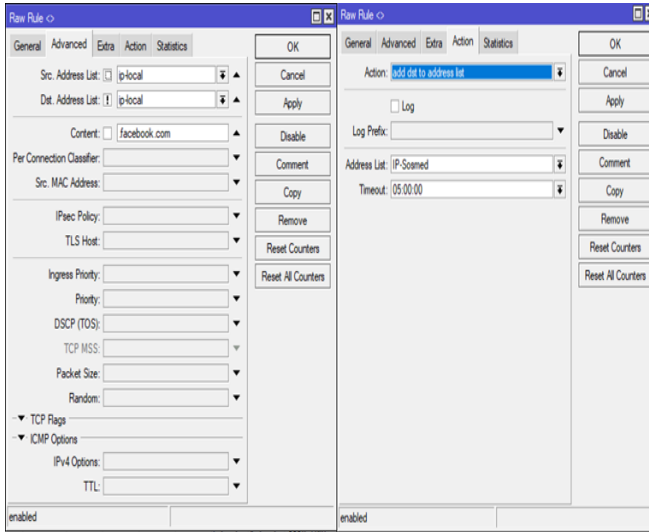 Raw Rule <>
General Advanced Extra Action Statistics
Src. Address List: ip-local
Dst. Address List: ! ip-local
Content: .facebook.com
Per Connection Classifier:
Src. MAC Address:
IPsec Policy:
TLS Host:
Ingress Priority:
Priority:
DSCP (TOS):
TCP MSS:
Packet Size:
Random:
TCP Flags
ICMP Options
IPv4 Options:
TTL:
OK
Cancel
Apply
Disable
Comment
Copy
Remove
Reset Counters
Reset All Counters
enabled
Raw Rule <>
General Advanced Extra Action Statistics
Action: add dst to address list
Log
Log Prefix:
Address List: IP-Sosmed
Timeout: 05:00:00
OK
Cancel
Apply
Disable
Comment
Copy
Remove
Reset Counters
Reset All Counters
enabled